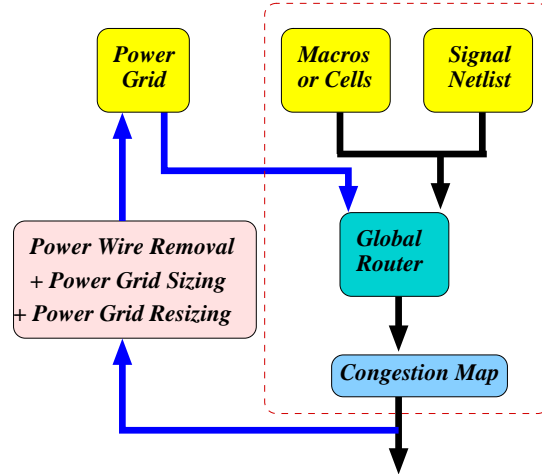 Power
Grid
Macros
or Cells
Signal
Netlist
Power Wire Removal
+ Power Grid Sizing
+ Power Grid Resizing
Global
Router
Congestion Map